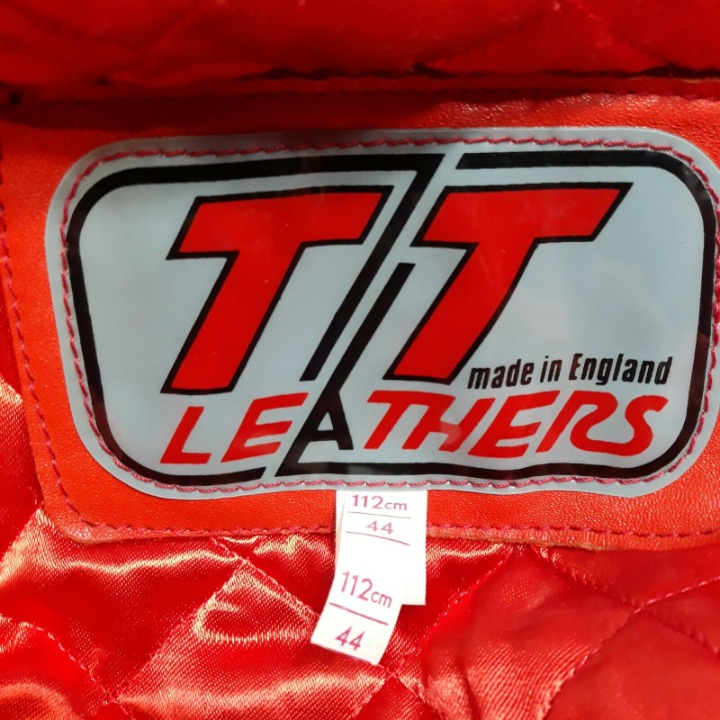 TT
made in England
LEATHERS
112cm
44
112cm
44